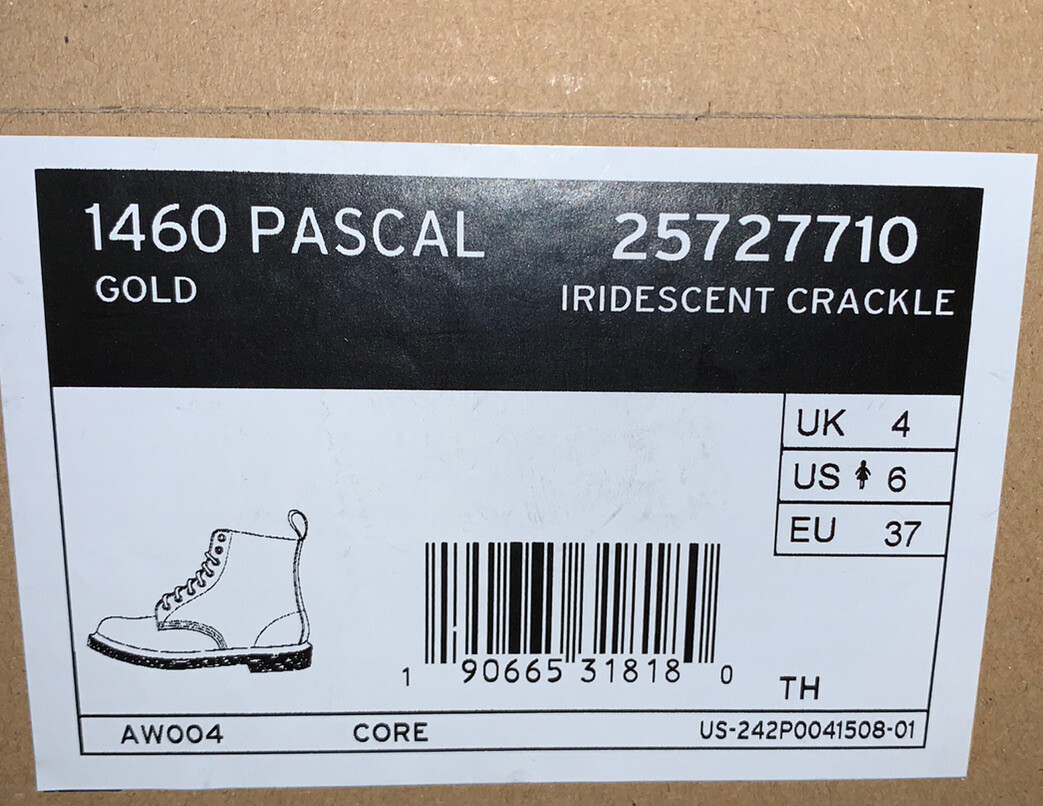 1460 PASCAL 25727710
GOLD IRIDESCENT CRACKLE
UK 4
US 6
EU 37
1 90665 31818 0
TH
AW004 CORE US-242P0041508-01